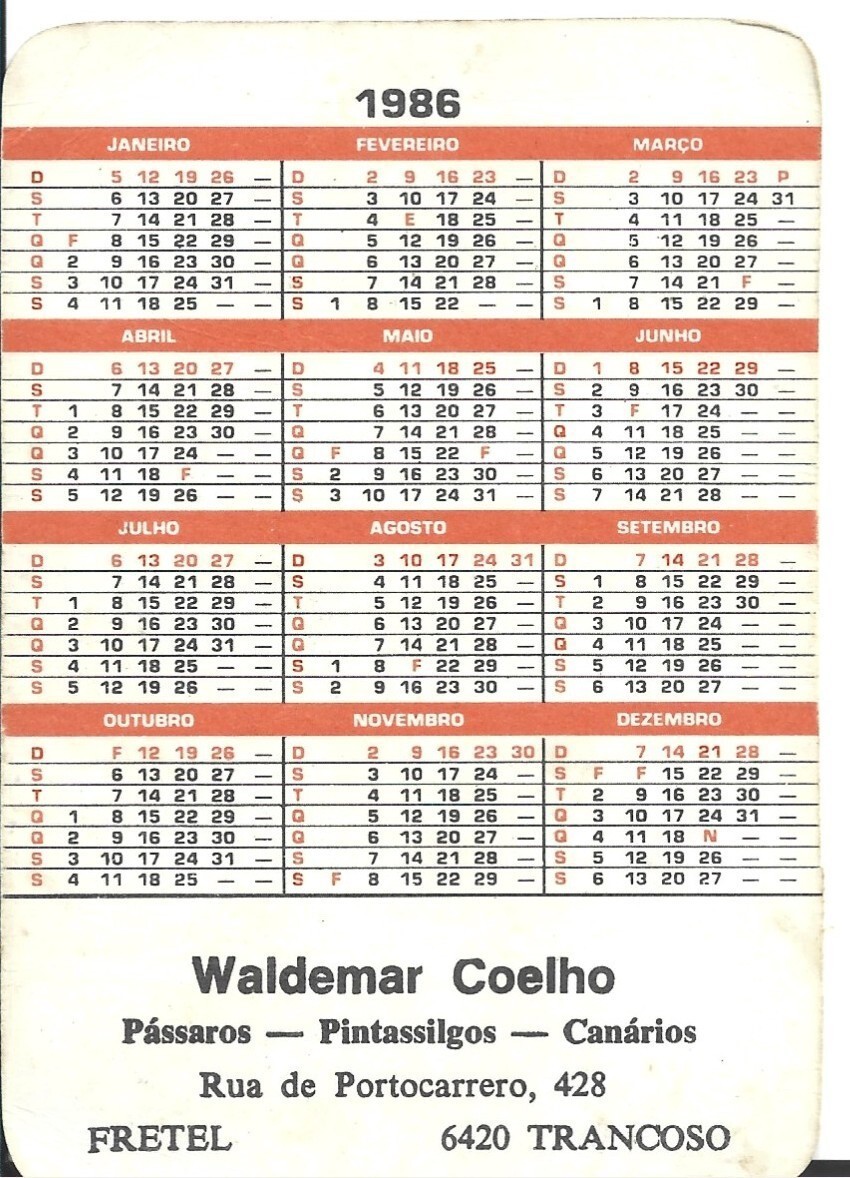 1986
JANEIRO FEVEREIRO MARÇO
D 5 12 19 26 — D 2 9 16 23 — D 2 9 16 23 P
S 6 13 20 27 — S 3 10 17 24 — S 3 10 17 24 31
T 7 14 21 28 — T 4 E 18 25 — T 4 11 18 25 —
Q F 8 15 22 29 — Q 5 12 19 26 — Q 5 12 19 26 —
Q 2 9 16 23 30 — Q 6 13 20 27 — Q 6 13 20 27 —
S 3 10 17 24 31 — S 7 14 21 28 — S 7 14 21 F —
S 4 11 18 25 — — S 1 8 15 22 — — S 1 8 15 22 29 —
ABRIL MAIO JUNHO
D 6 13 20 27 — D 4 11 18 25 — D 1 8 15 22 29 —
S 7 14 21 28 — S 5 12 19 26 — S 2 9 16 23 30 —
T 1 8 15 22 29 — T 6 13 20 27 — T 3 F 17 24 — —
Q 2 9 16 23 30 — Q 7 14 21 28 — Q 4 11 18 25 — —
Q 3 10 17 24 — — Q F 8 15 22 F — Q 5 12 19 26 — —
S 4 11 18 F — — S 2 9 16 23 30 — S 6 13 20 27 — —
S 5 12 19 26 — — S 3 10 17 24 31 — S 7 14 21 28 — —
JULHO AGOSTO SETEMBRO
D 6 13 20 27 — D 3 10 17 24 31 D 7 14 21 28 —
S 7 14 21 28 — S 4 11 18 25 — S 1 8 15 22 29 —
T 1 8 15 22 29 — T 5 12 19 26 — T 2 9 16 23 30 —
Q 2 9 16 23 30 — Q 6 13 20 27 — Q 3 10 17 24 — —
Q 3 10 17 24 31 — Q 7 14 21 28 — Q 4 11 18 25 — —
S 4 11 18 25 — — S 1 8 F 22 29 — S 5 12 19 26 — —
S 5 12 19 26 — — S 2 9 16 23 30 — S 6 13 20 27 — —
OUTUBRO NOVEMBRO DEZEMBRO
D F 12 19 26 — D 2 9 16 23 30 D 7 14 21 28 —
S 6 13 20 27 — S 3 10 17 24 — S F F 15 22 29 —
T 7 14 21 28 — T 4 11 18 25 — T 2 9 16 23 30 —
Q 1 8 15 22 29 — Q 5 12 19 26 — Q 3 10 17 24 31 —
Q 2 9 16 23 30 — Q 6 13 20 27 — Q 4 11 18 N — —
S 3 10 17 24 31 — S 7 14 21 28 — S 5 12 19 26 — —
S 4 11 18 25 — — S F 8 15 22 29 — S 6 13 20 27 — —
Waldemar Coelho
Pássaros — Pintassilgos — Canários
Rua de Portocarrero, 428
FRETEL 6420 TRANCOSO